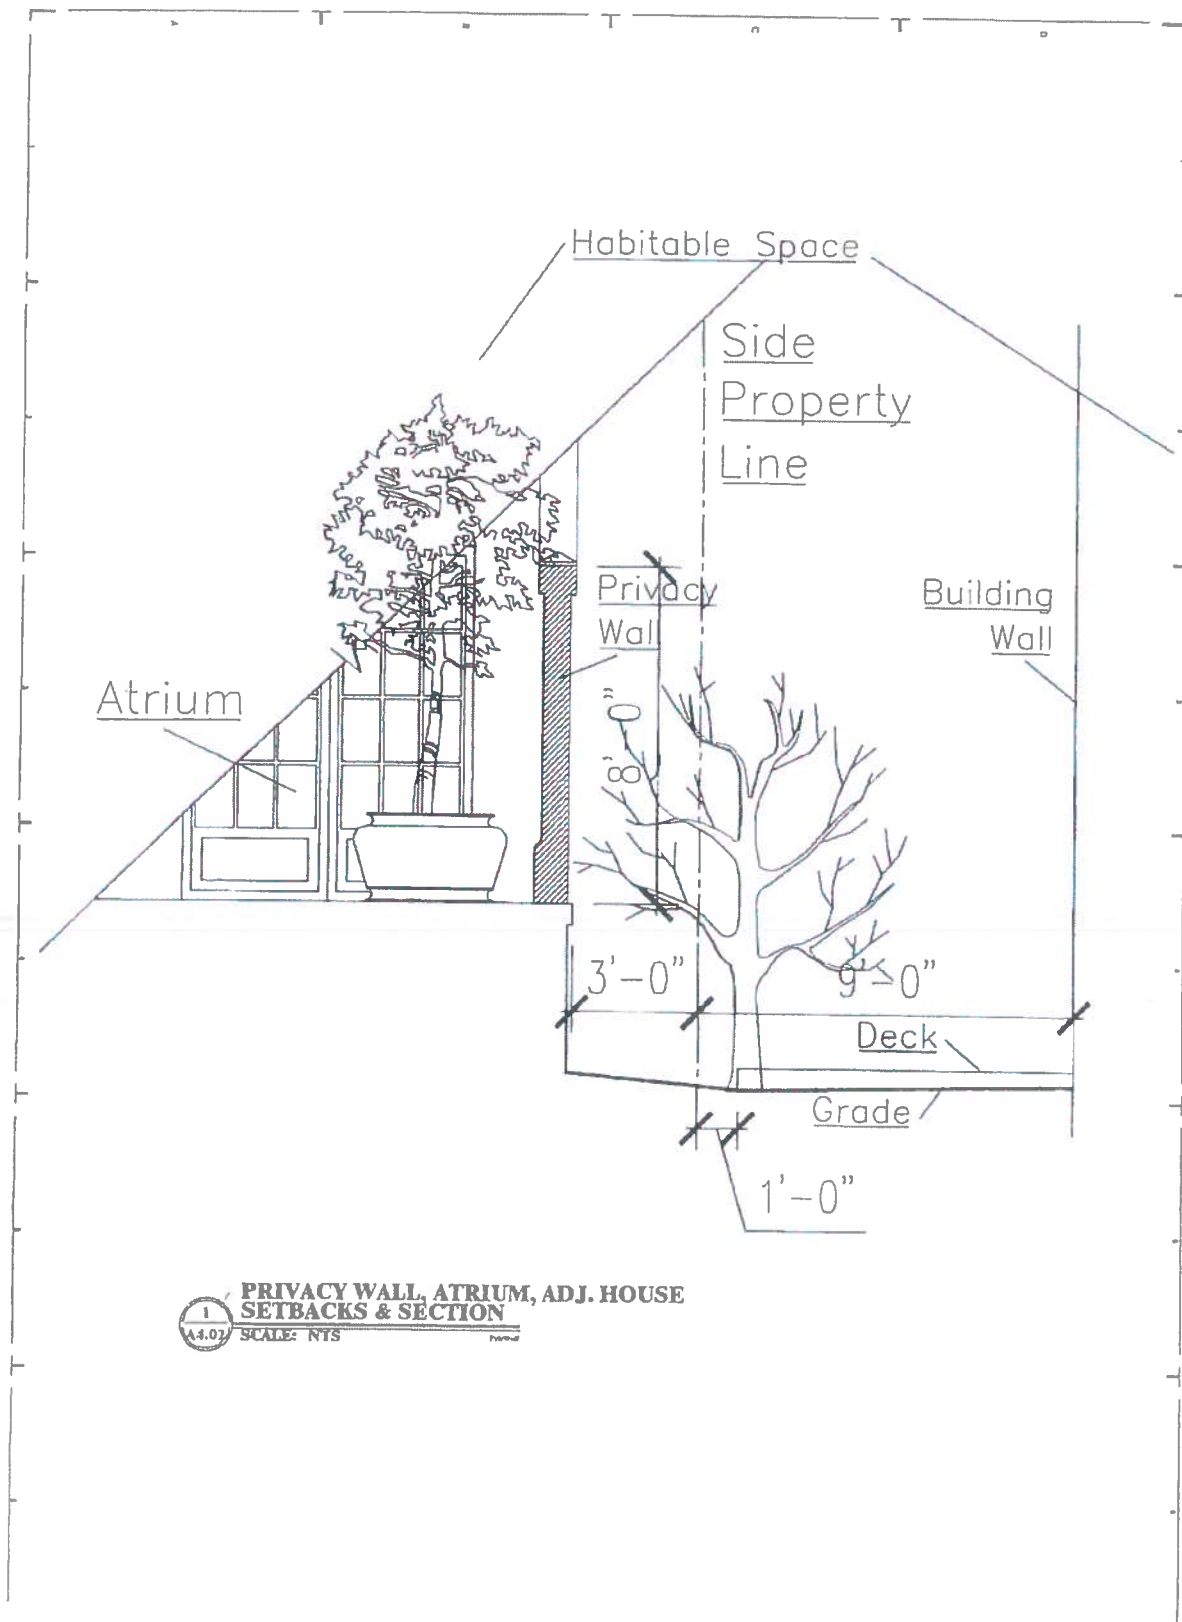 Habitable Space
Side
Property
Line
Privacy
Wall
Building
Wall
Atrium
8'-0"
3'-0"
9'-0"
Deck
Grade
1'-0"
PRIVACY WALL, ATRIUM, ADJ. HOUSE
SETBACKS & SECTION
1
A4.02
SCALE: NTS